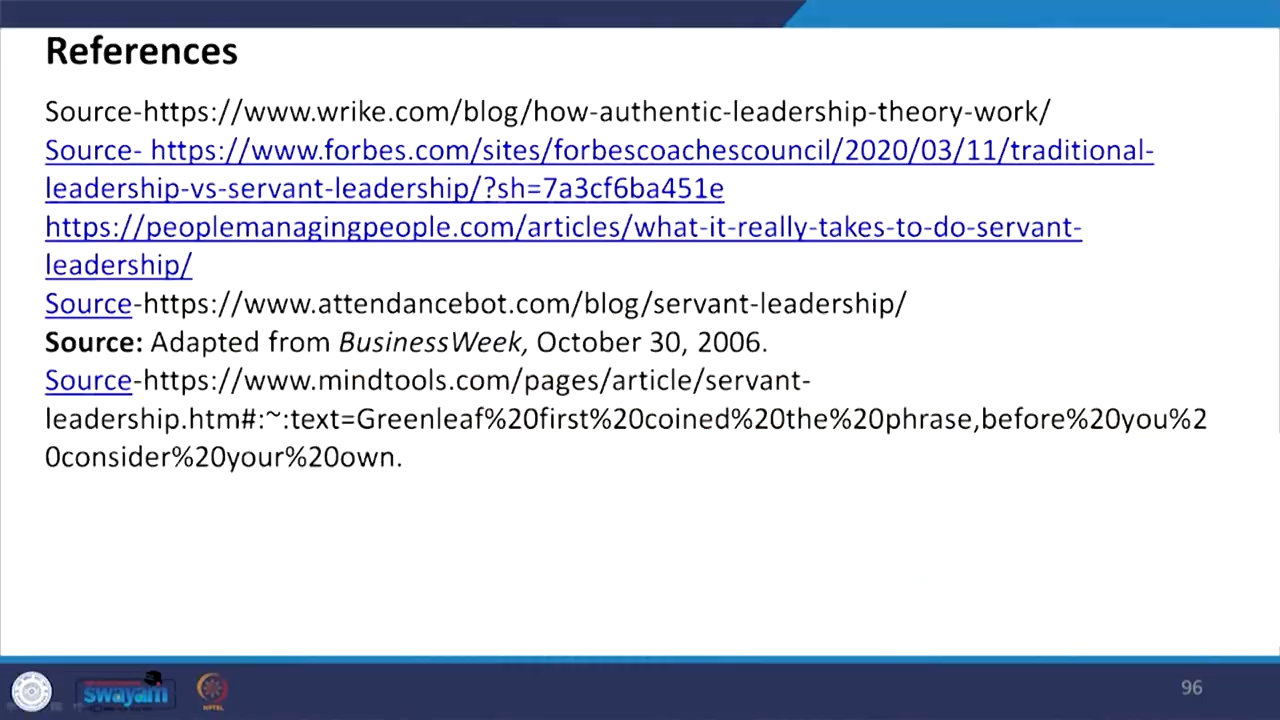 References
Source-https://www.wrike.com/blog/how-authentic-leadership-theory-work/
Source- https://www.forbes.com/sites/forbescoachescouncil/2020/03/11/traditional-
leadership-vs-servant-leadership/?sh=7a3cf6ba451e
https://peoplemanagingpeople.com/articles/what-it-really-takes-to-do-servant-
leadership/
Source-https://www.attendancebot.com/blog/servant-leadership/
Source: Adapted from BusinessWeek, October 30, 2006.
Source-https://www.mindtools.com/pages/article/servant-
leadership.htm#:~:text=Greenleaf%20first%20coined%20the%20phrase,before%20you%2
0consider%20your%20own.
swayam
NPTEL
96